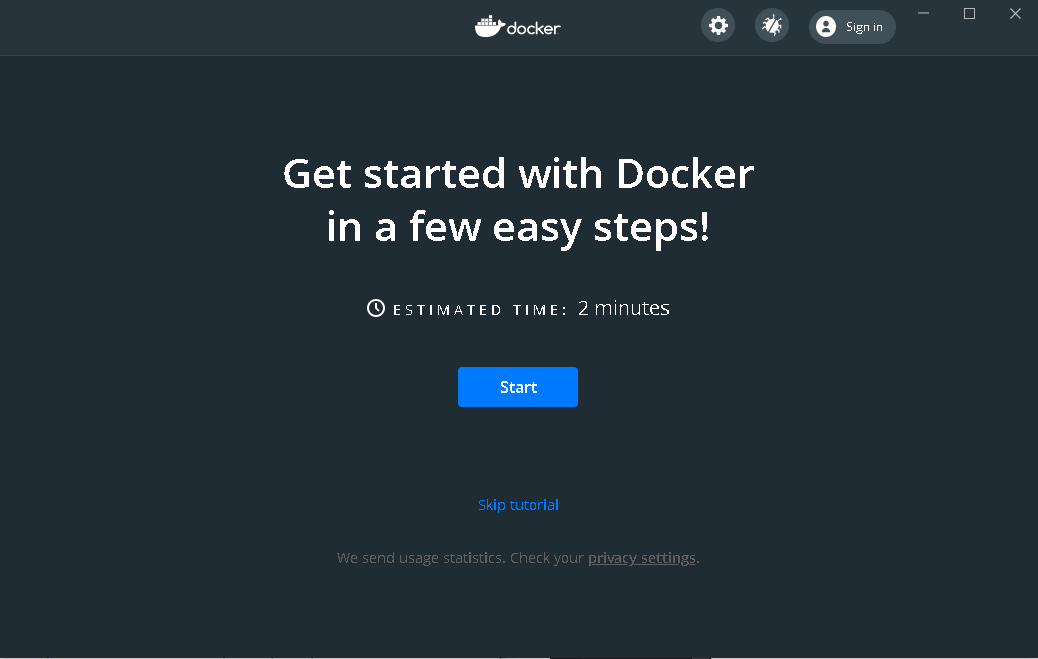 docker
Sign in
Get started with Docker
in a few easy steps!
ESTIMATED TIME: 2 minutes
Start
Skip tutorial
We send usage statistics. Check your privacy settings.